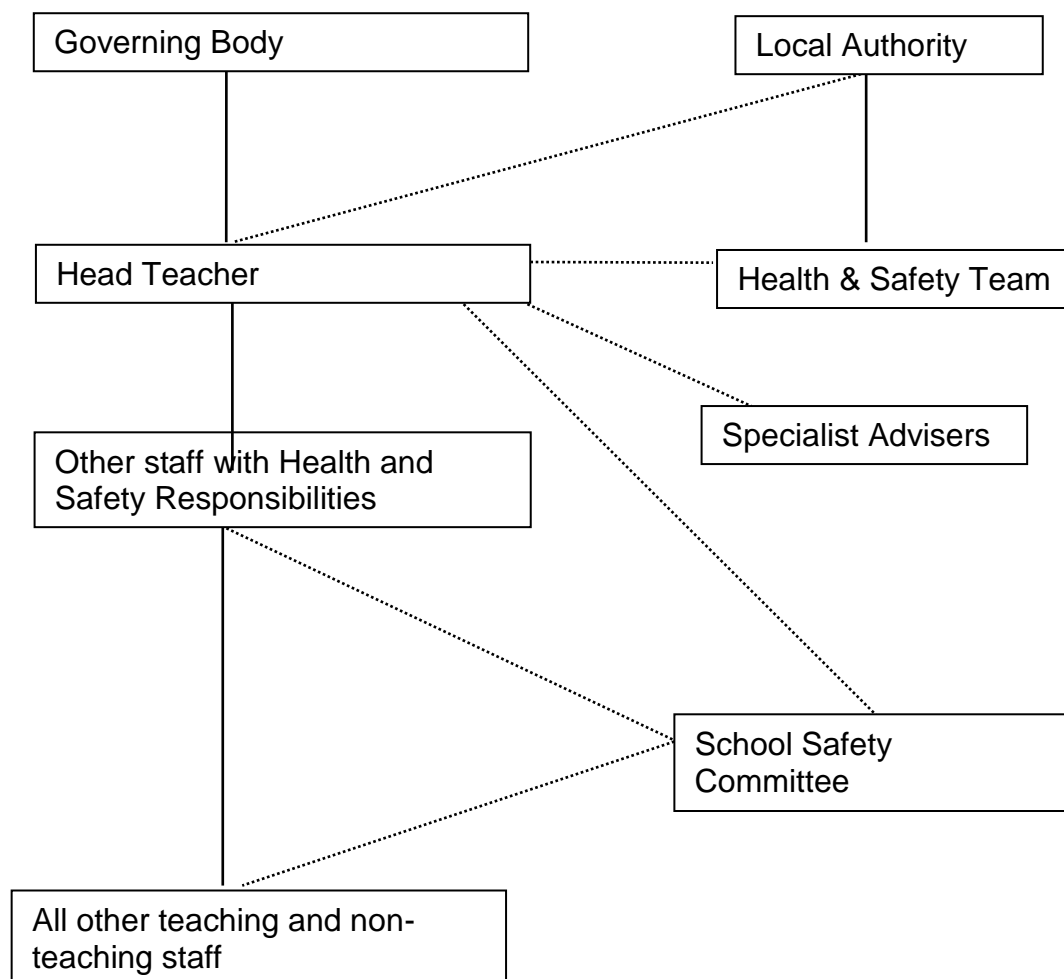 Governing Body
Local Authority
Head Teacher
Health & Safety Team
Specialist Advisers
Other staff with Health and
Safety Responsibilities
School Safety
Committee
All other teaching and non-
teaching staff